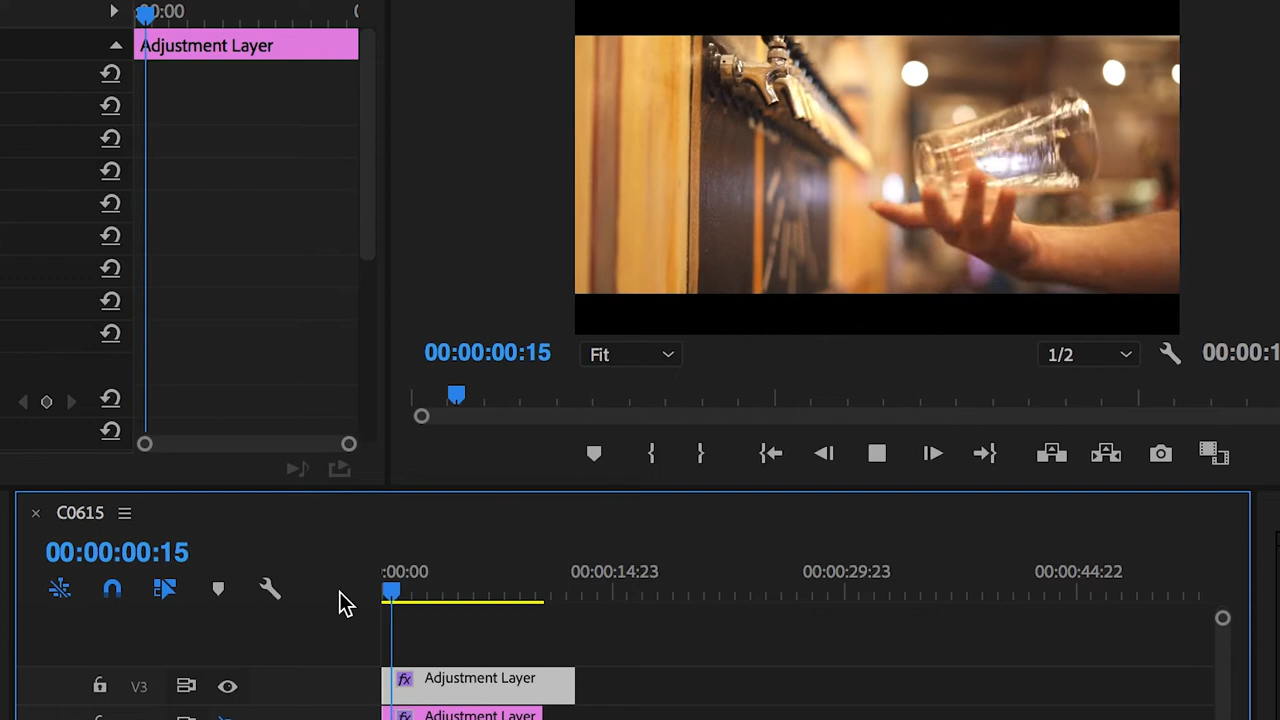 :00:00
Adjustment Layer
00:00:00:15
Fit
1/2
00:00:1
C0615
00:00:00:15
:00:00
00:00:14:23
00:00:29:23
00:00:44:22
V3
fx Adjustment Layer
fx Adjustment Layer